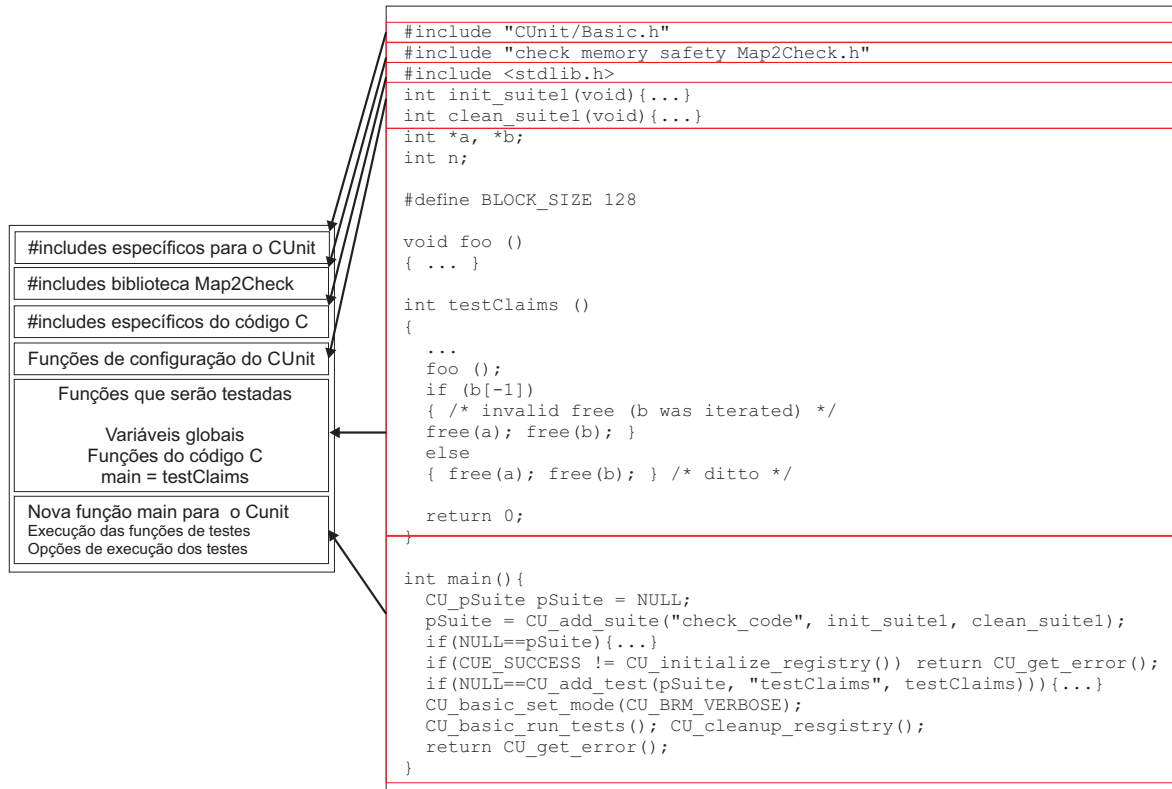 #includes específicos para o CUnit
#includes biblioteca Map2Check
#includes específicos do código C
Funções de configuração do CUnit
Funções que serão testadas
Variáveis globais
Funções do código C
main = testClaims
Nova função main para o Cunit
Execução das funções de testes
Opções de execução dos testes
#include "CUnit/Basic.h"
#include "check_memory_safety_Map2Check.h"
#include <stdlib.h>
int init_suite1(void){...}
int clean_suite1(void){...}
int *a, *b;
int n;
#define BLOCK_SIZE 128
void foo ()
{ ... }
int testClaims ()
{
...
foo ();
if (b[-1])
{ /* invalid free (b was iterated) */
free(a); free(b); }
else
{ free(a); free(b); } /* ditto */
return 0;
}
int main(){
CU_pSuite pSuite = NULL;
pSuite = CU_add_suite("check_code", init_suite1, clean_suite1);
if(NULL==pSuite){...}
if(CUE_SUCCESS != CU_initialize_registry()) return CU_get_error();
if(NULL==CU_add_test(pSuite, "testClaims", testClaims))){...}
CU_basic_set_mode(CU_BRM_VERBOSE);
CU_basic_run_tests(); CU_cleanup_resgistry();
return CU_get_error();
}